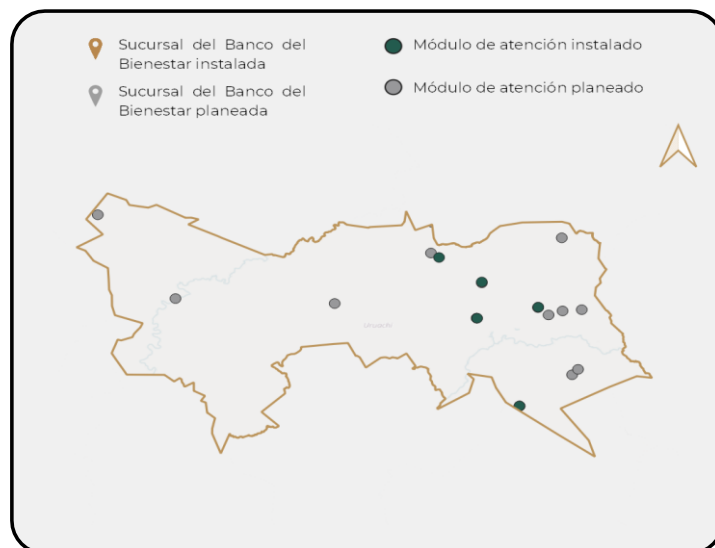 Sucursal del Banco del
Bienestar instalada
Sucursal del Banco del
Bienestar planeada
Módulo de atención instalado
Módulo de atención planeado